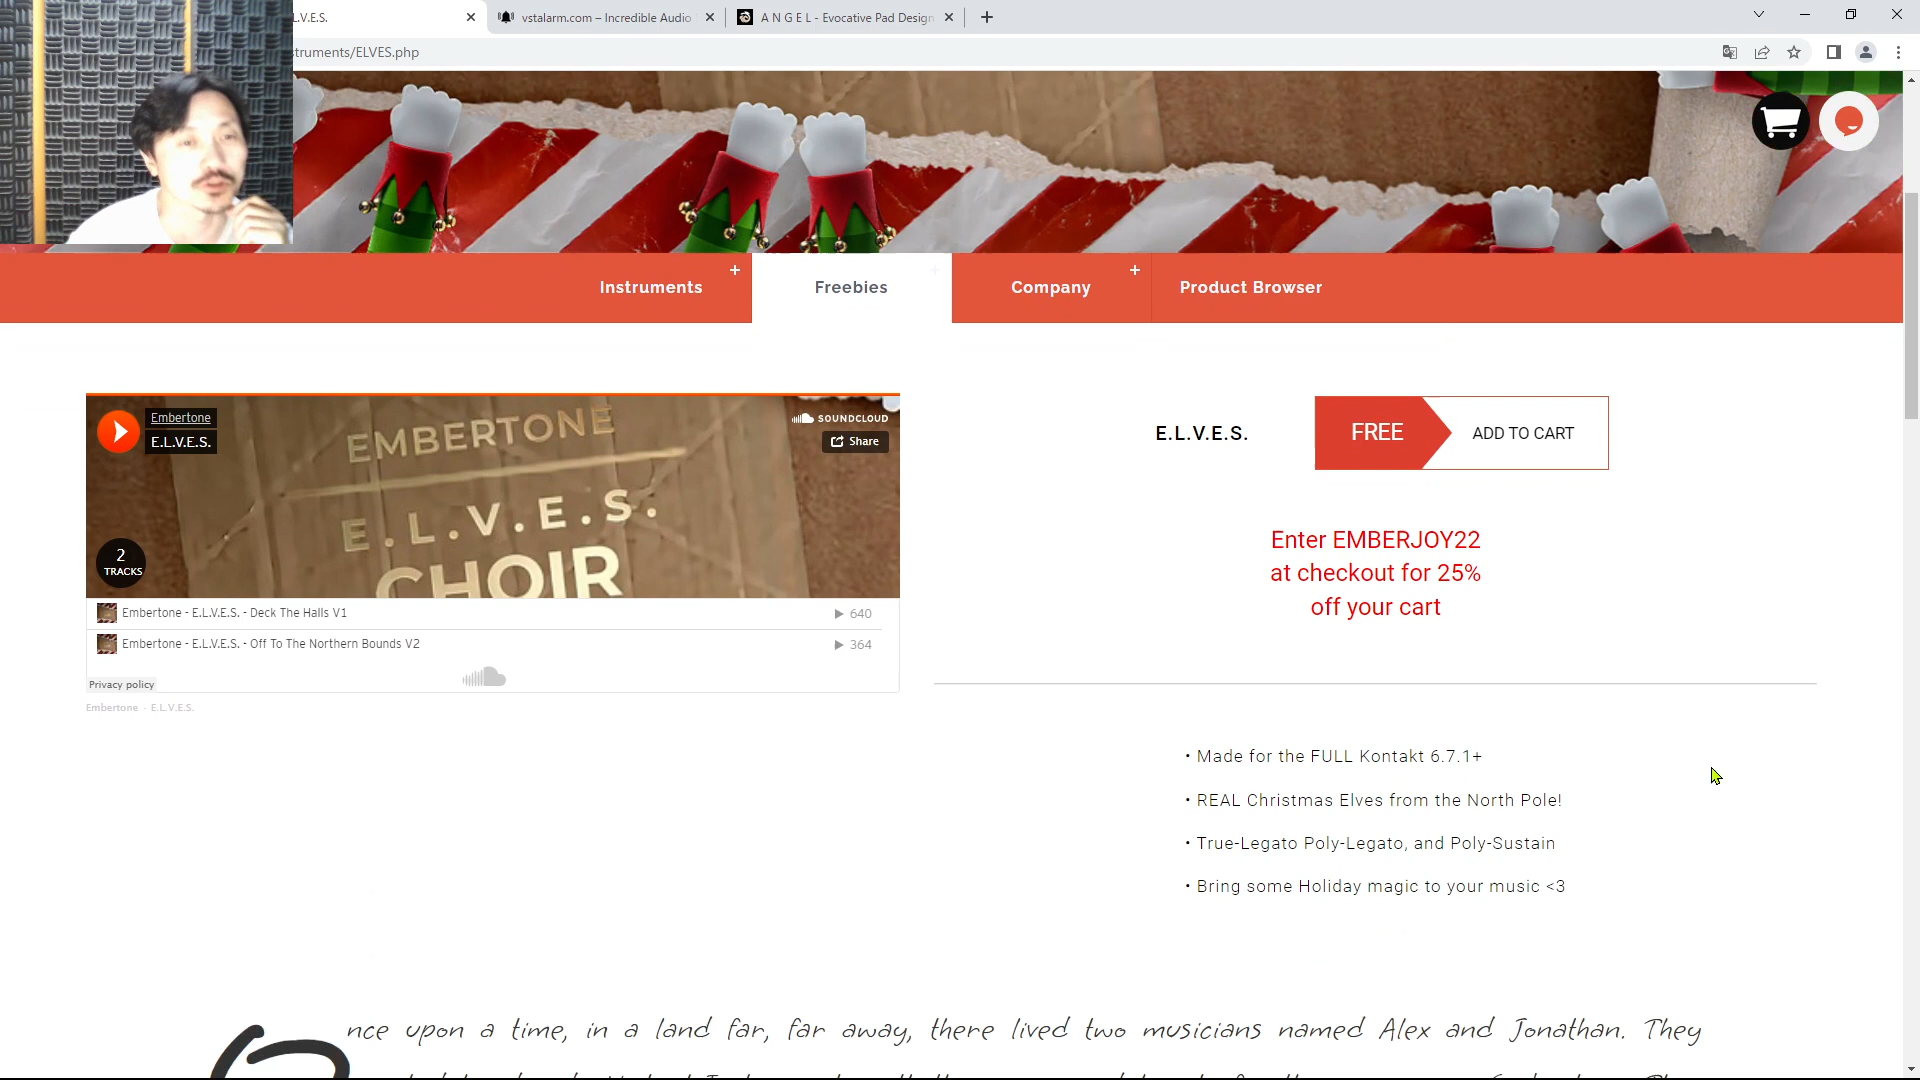 L.V.E.S.
vstalarm.com – Incredible Audio
A N G E L - Evocative Pad Design
truments/ELVES.php
Instruments +
Freebies +
Company +
Product Browser
Embertone
E.L.V.E.S.
SOUNDCLOUD
Share
EMBERTONE
E.L.V.E.S.
CHOIR
2
TRACKS
Embertone - E.L.V.E.S. - Deck The Halls V1 640
Embertone - E.L.V.E.S. - Off To The Northern Bounds V2 364
Privacy policy
Embertone · E.L.V.E.S.
E.L.V.E.S.
FREE
ADD TO CART
Enter EMBERJOY22
at checkout for 25%
off your cart
• Made for the FULL Kontakt 6.7.1+
• REAL Christmas Elves from the North Pole!
• True-Legato Poly-Legato, and Poly-Sustain
• Bring some Holiday magic to your music <3
nce upon a time, in a land far, far away, there lived two musicians named Alex and Jonathan. They